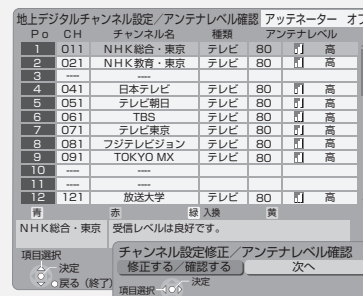 地上デジタルチャンネル設定／アンテナレベル確認 アッテネーター オフ
Po CH チャンネル名 種類 アンテナレベル
1 011 NHK総合・東京 テレビ 80 高
2 021 NHK教育・東京 テレビ 80 高
3 ---- ----
4 041 日本テレビ テレビ 80 高
5 051 テレビ朝日 テレビ 80 高
6 061 TBS テレビ 80 高
7 071 テレビ東京 テレビ 80 高
8 081 フジテレビジョン テレビ 80 高
9 091 TOKYO MX テレビ 80 高
10 ---- ----
11 ---- ----
12 121 放送大学 テレビ 80 高
青 赤 緑 入換 黄
NHK総合・東京 受信レベルは良好です。
項目選択
決定
戻る（終了）
チャンネル設定修正／アンテナレベル確認
修正する／確認する 次へ
項目選択 決定